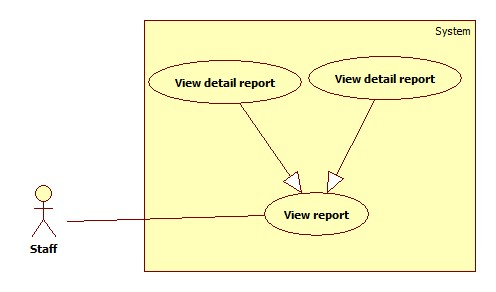 System
View detail report
View detail report
View report
Staff